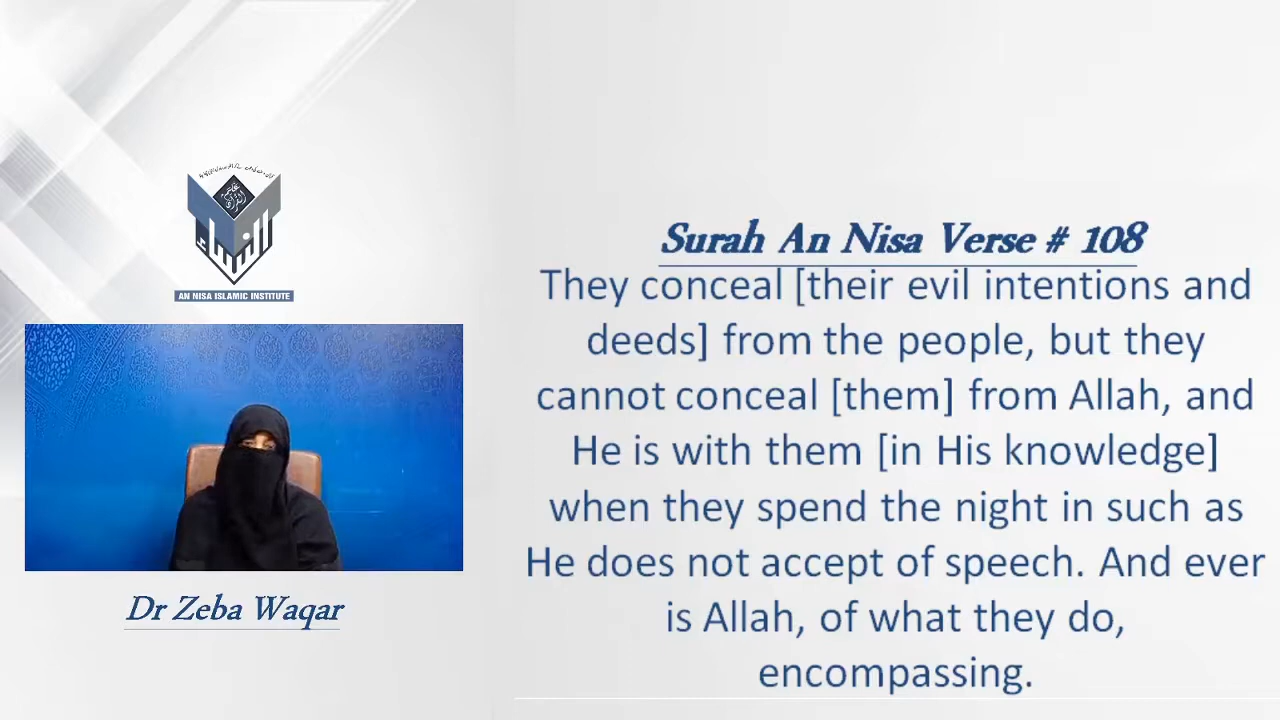 النساء
AN NISA ISLAMIC INSTITUTE
Dr Zeba Waqar
Surah An Nisa Verse # 108
They conceal [their evil intentions and
deeds] from the people, but they
cannot conceal [them] from Allah, and
He is with them [in His knowledge]
when they spend the night in such as
He does not accept of speech. And ever
is Allah, of what they do,
encompassing.